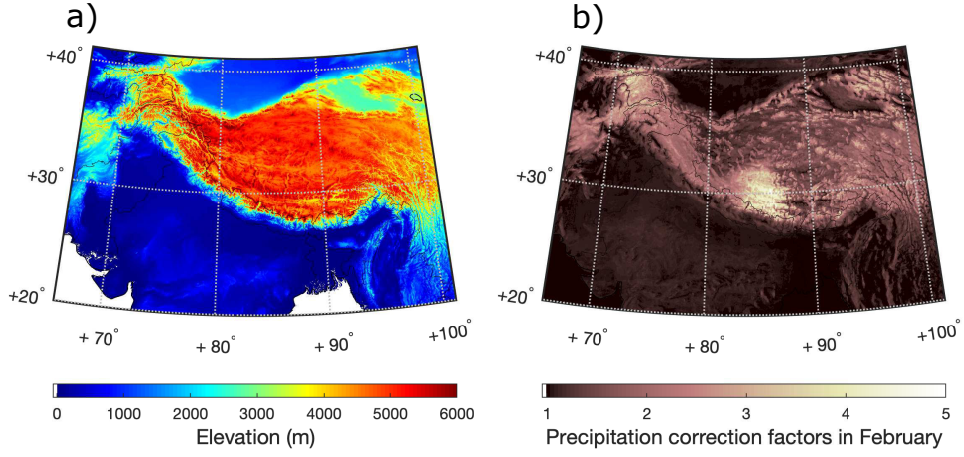 a)
b)
+40°
+30°
+20°
+ 70°
+ 80°
+ 90°
+100°
+40°
+30°
+20°
+ 70°
+ 80°
+ 90°
+100°
0 1000 2000 3000 4000 5000 6000
Elevation (m)
1 2 3 4 5
Precipitation correction factors in February